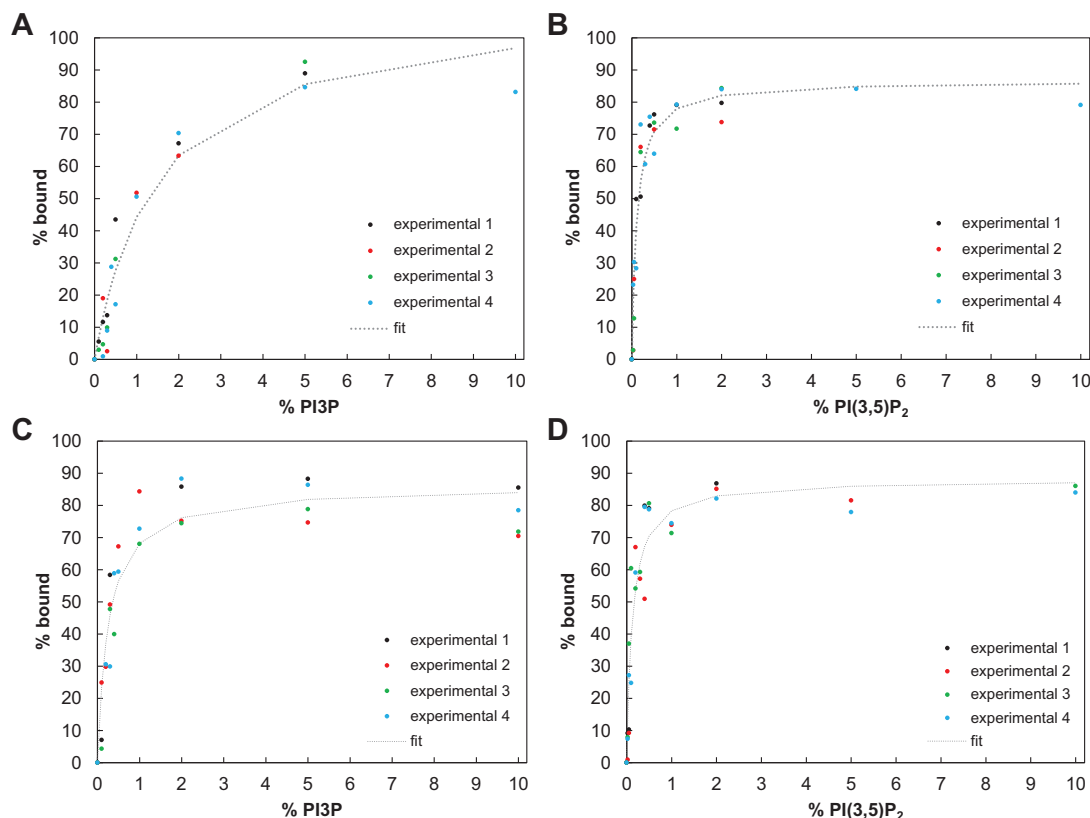 A
100
90
80
70
60
50
40
30
20
10
0
% bound
experimental 1
experimental 2
experimental 3
experimental 4
fit
0 1 2 3 4 5 6 7 8 9 10
% PI3P
B
100
90
80
70
60
50
40
30
20
10
0
% bound
experimental 1
experimental 2
experimental 3
experimental 4
fit
0 1 2 3 4 5 6 7 8 9 10
% PI(3,5)P₂
C
100
90
80
70
60
50
40
30
20
10
0
% bound
experimental 1
experimental 2
experimental 3
experimental 4
fit
0 1 2 3 4 5 6 7 8 9 10
% PI3P
D
100
90
80
70
60
50
40
30
20
10
0
% bound
experimental 1
experimental 2
experimental 3
experimental 4
fit
0 1 2 3 4 5 6 7 8 9 10
% PI(3,5)P₂